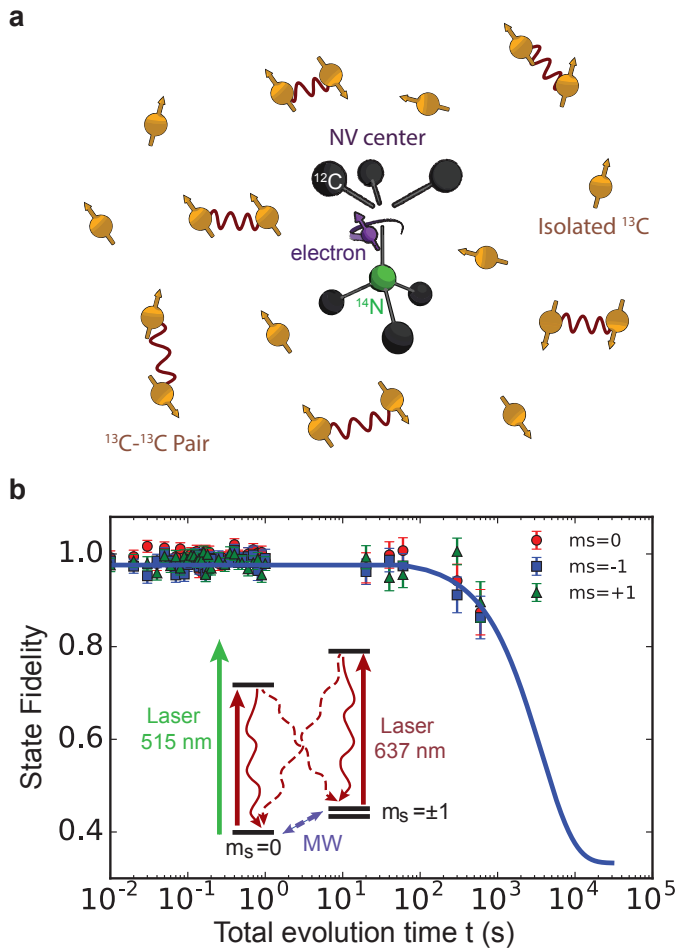 a
NV center
¹²C
Isolated ¹³C
electron
¹⁴N
¹³C-¹³C Pair
b
1.0
0.8
0.6
0.4
State Fidelity
ms=0
ms=-1
ms=+1
Laser
515 nm
Laser
637 nm
mₛ=0
MW
mₛ=±1
10⁻² 10⁻¹ 10⁰ 10¹ 10² 10³ 10⁴ 10⁵
Total evolution time t (s)